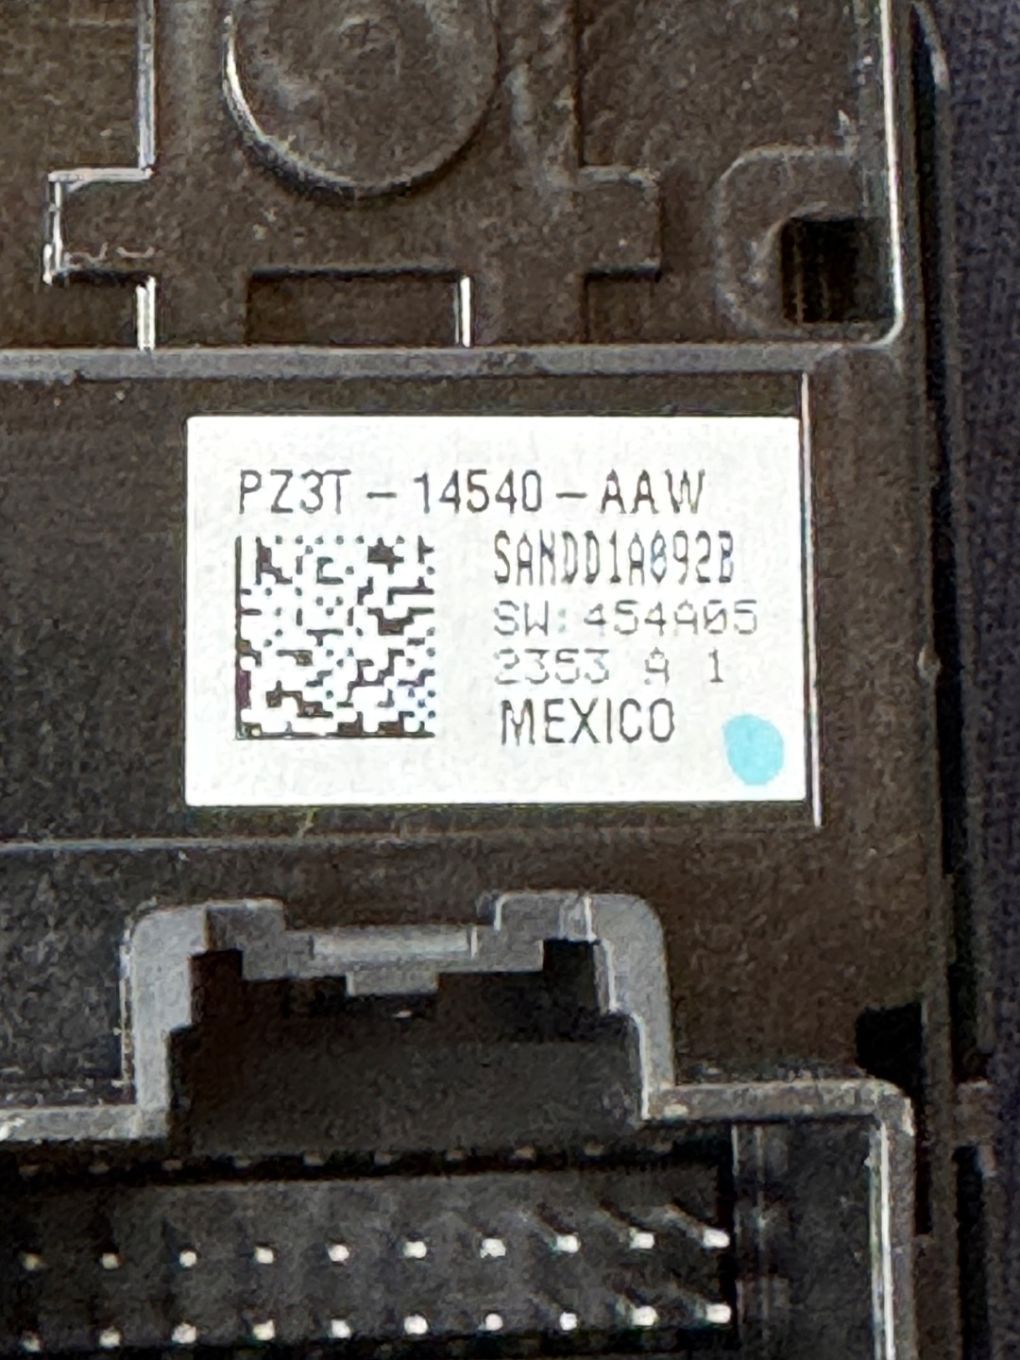 PZ3T-14540-AAW
SANDD1A092B
SW:454A05
2353 A 1
MEXICO